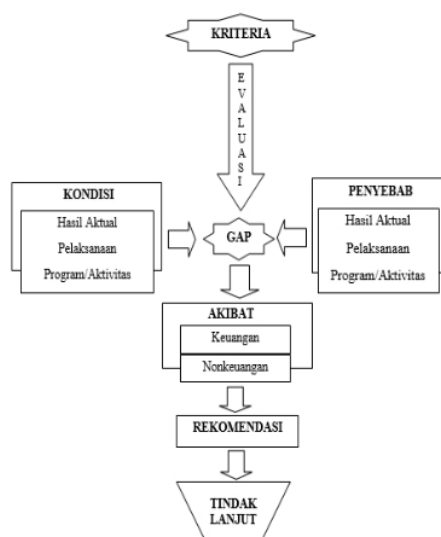 KRITERIA
EVALUASI
KONDISI
Hasil Aktual
Pelaksanaan
Program/Aktivitas
GAP
PENYEBAB
Hasil Aktual
Pelaksanaan
Program/Aktivitas
AKIBAT
Keuangan
Nonkeuangan
REKOMENDASI
TINDAK
LANJUT